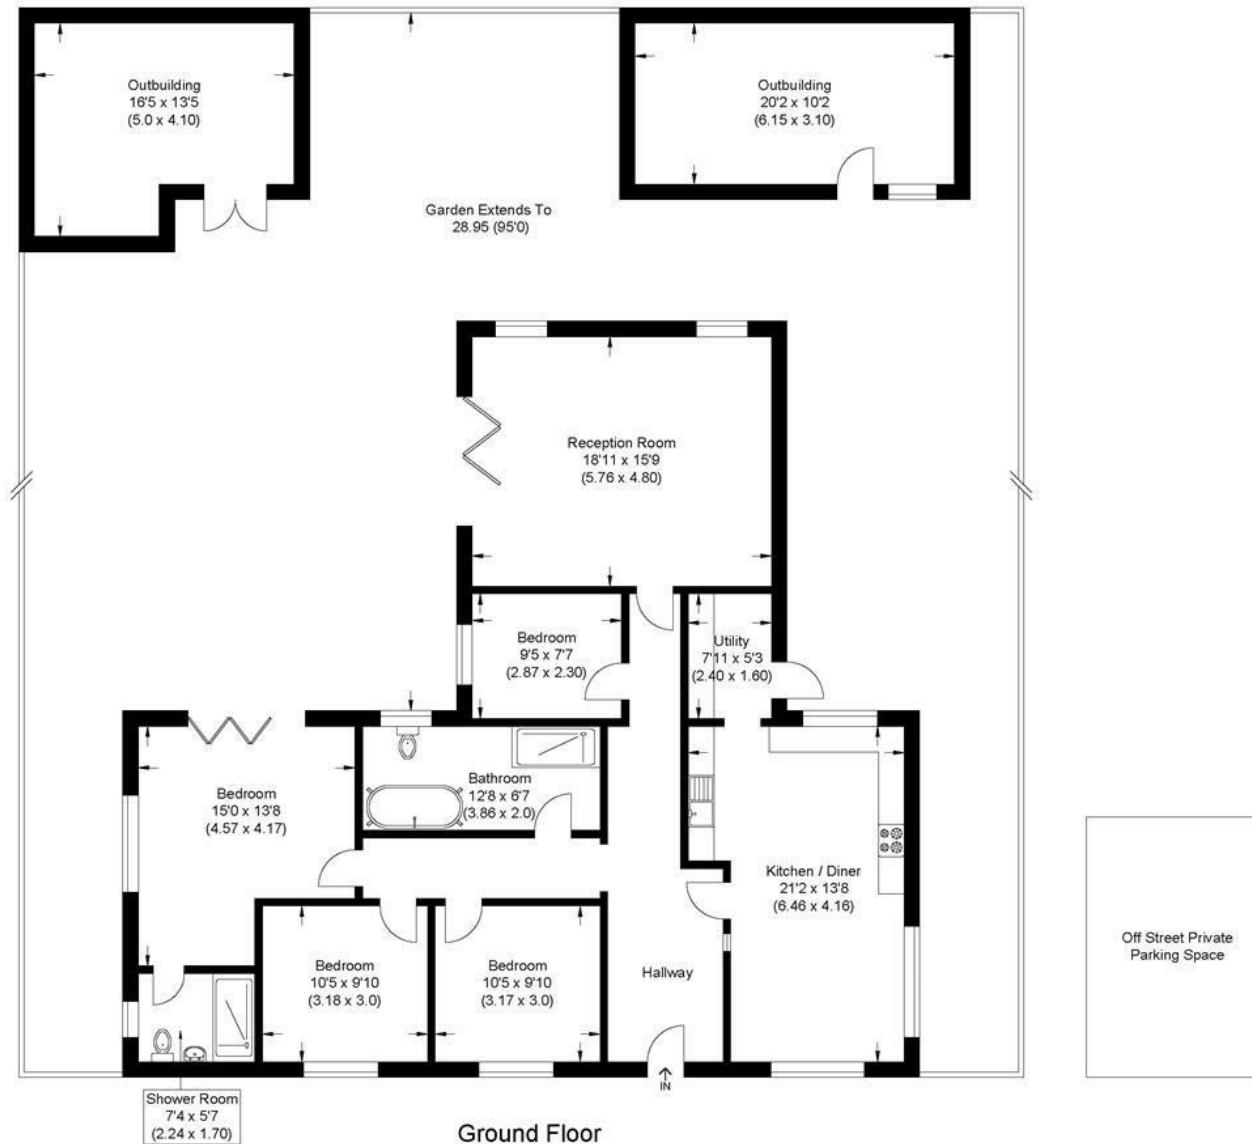 Outbuilding
16'5 x 13'5
(5.0 x 4.10)
Outbuilding
20'2 x 10'2
(6.15 x 3.10)
Garden Extends To
28.95 (95'0)
Reception Room
18'11 x 15'9
(5.76 x 4.80)
Bedroom
9'5 x 7'7
(2.87 x 2.30)
Utility
7'11 x 5'3
(2.40 x 1.60)
Bedroom
15'0 x 13'8
(4.57 x 4.17)
Bathroom
12'8 x 6'7
(3.86 x 2.0)
Kitchen / Diner
21'2 x 13'8
(6.46 x 4.16)
Off Street Private
Parking Space
Bedroom
10'5 x 9'10
(3.18 x 3.0)
Bedroom
10'5 x 9'10
(3.17 x 3.0)
Hallway
IN
Shower Room
7'4 x 5'7
(2.24 x 1.70)
Ground Floor